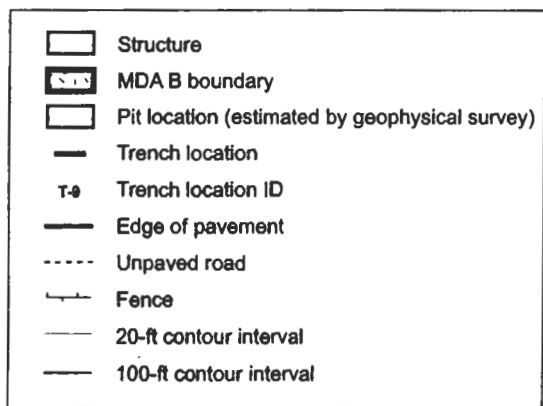 Structure
MDA B boundary
Pit location (estimated by geophysical survey)
Trench location
T-9 Trench location ID
Edge of pavement
Unpaved road
Fence
20-ft contour interval
100-ft contour interval